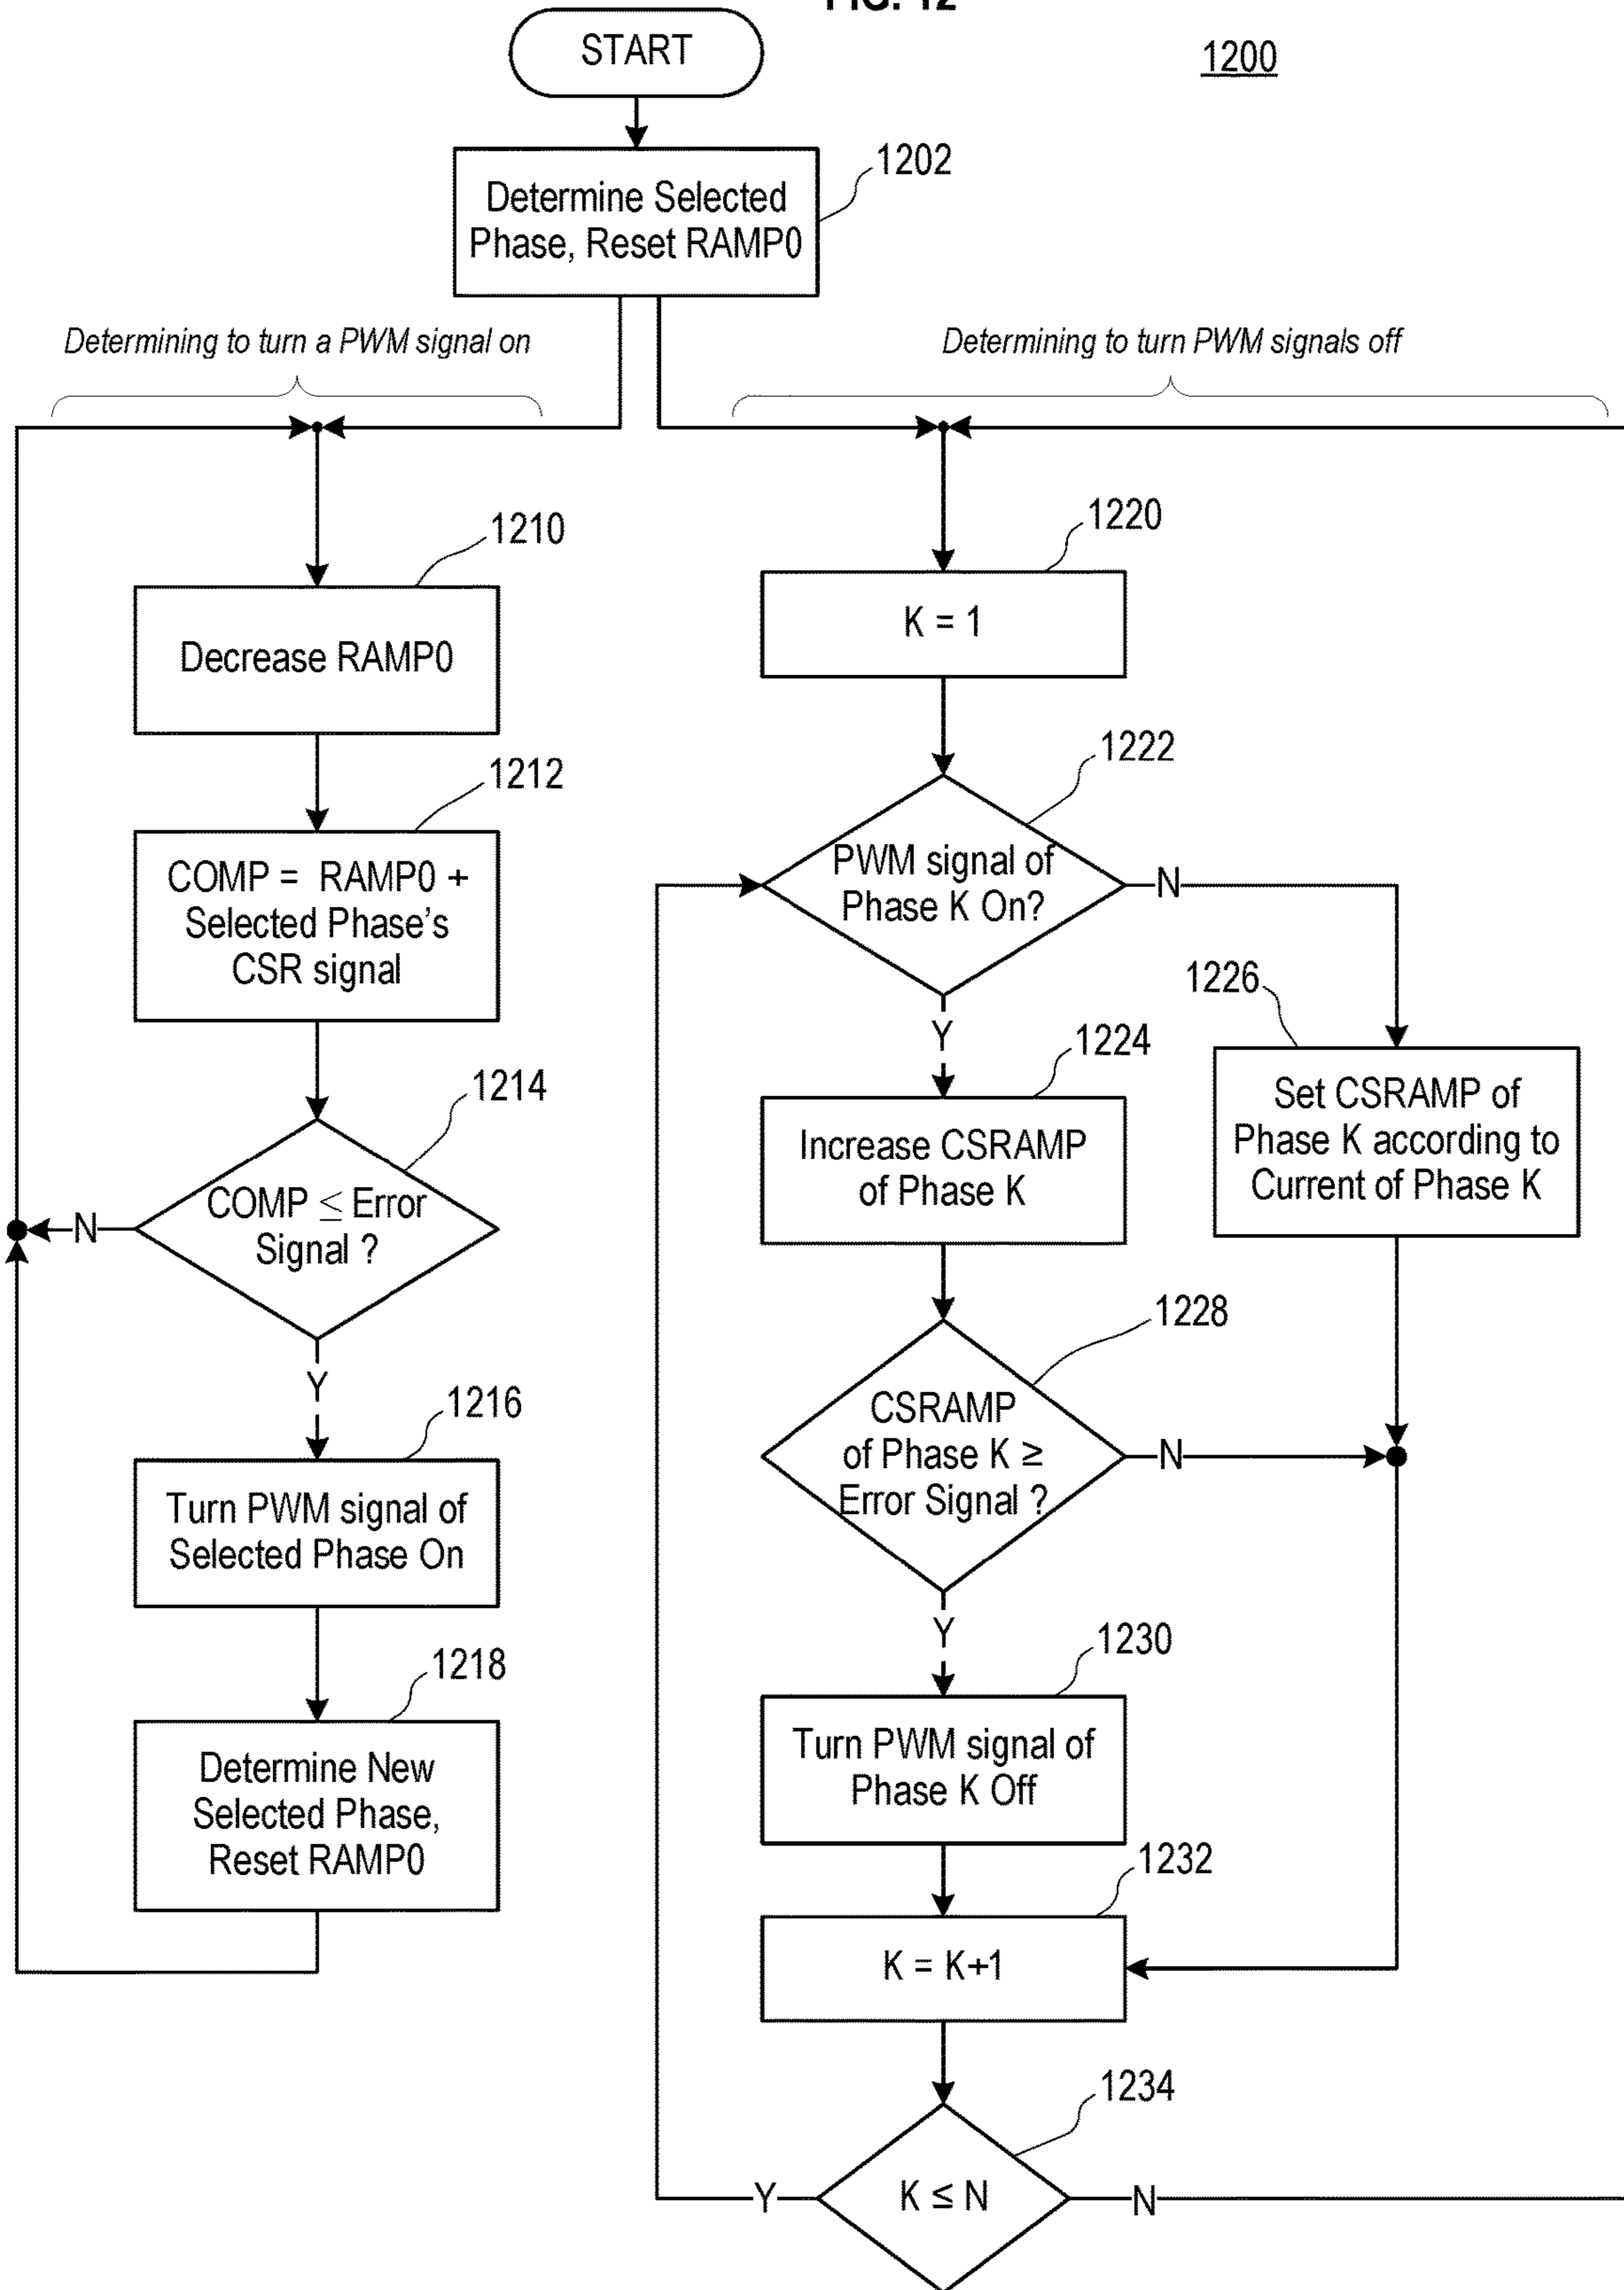 FIG. 12
START
1200
1202
Determine Selected
Phase, Reset RAMP0
Determining to turn a PWM signal on
Determining to turn PWM signals off
1210
Decrease RAMP0
1212
COMP = RAMP0 +
Selected Phase's
CSR signal
1214
COMP ≤ Error
Signal ?
N
Y
1216
Turn PWM signal of
Selected Phase On
1218
Determine New
Selected Phase,
Reset RAMP0
1220
K = 1
1222
PWM signal of
Phase K On?
N
Y
1224
Increase CSRAMP
of Phase K
1226
Set CSRAMP of
Phase K according to
Current of Phase K
1228
CSRAMP
of Phase K ≥
Error Signal ?
N
Y
1230
Turn PWM signal of
Phase K Off
1232
K = K+1
1234
K ≤ N
Y
N